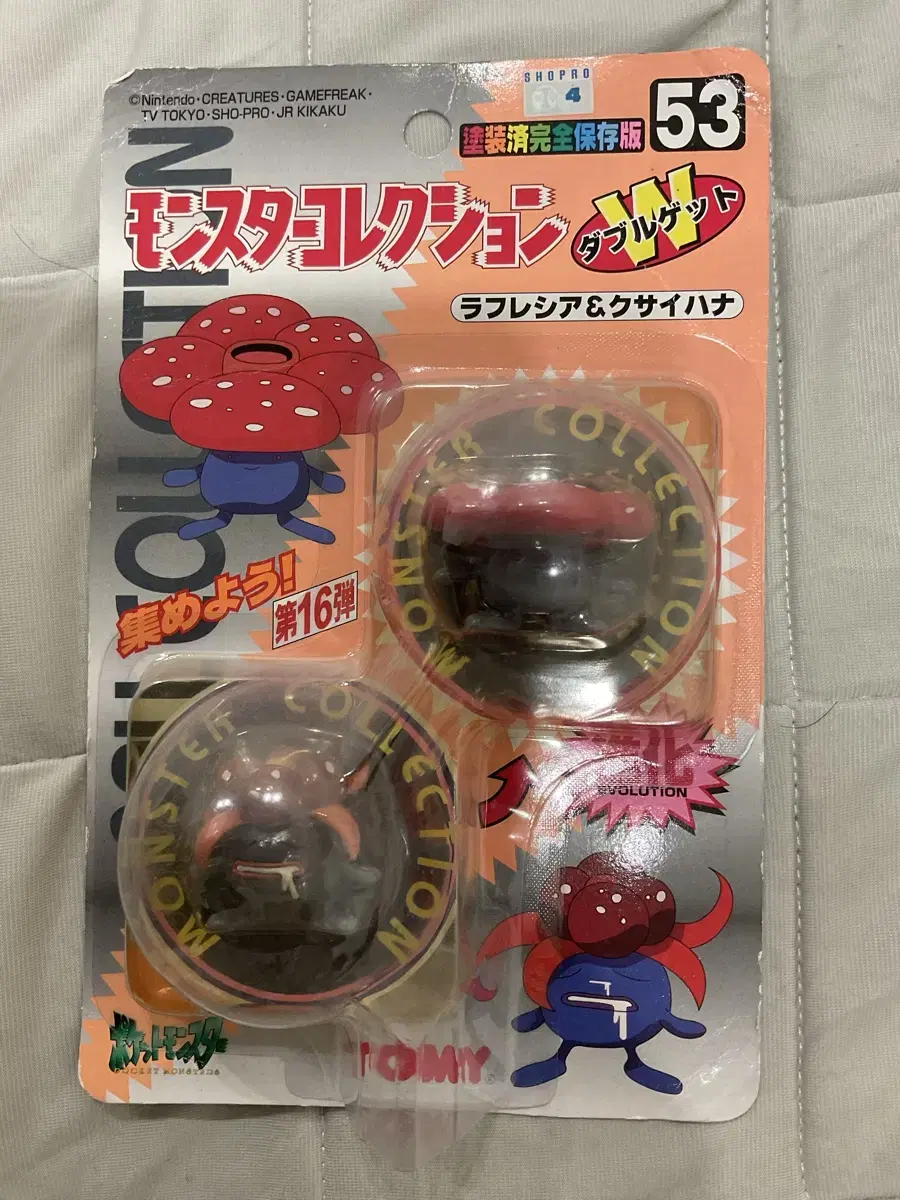 SHOPRO
4
©Nintendo・CREATURES・GAMEFREAK・
TV TOKYO・SHO-PRO・JR KIKAKU
塗装済完全保存版
53
モンスターコレクション
W
ダブルゲット
ラフレシア&クサイハナ
MONSTER COLLECTION
集めよう!
第16弾
MONSTER COLLECTION
進化
EVOLUTION
ポケットモンスター
POCKET MONSTERS
TOMY